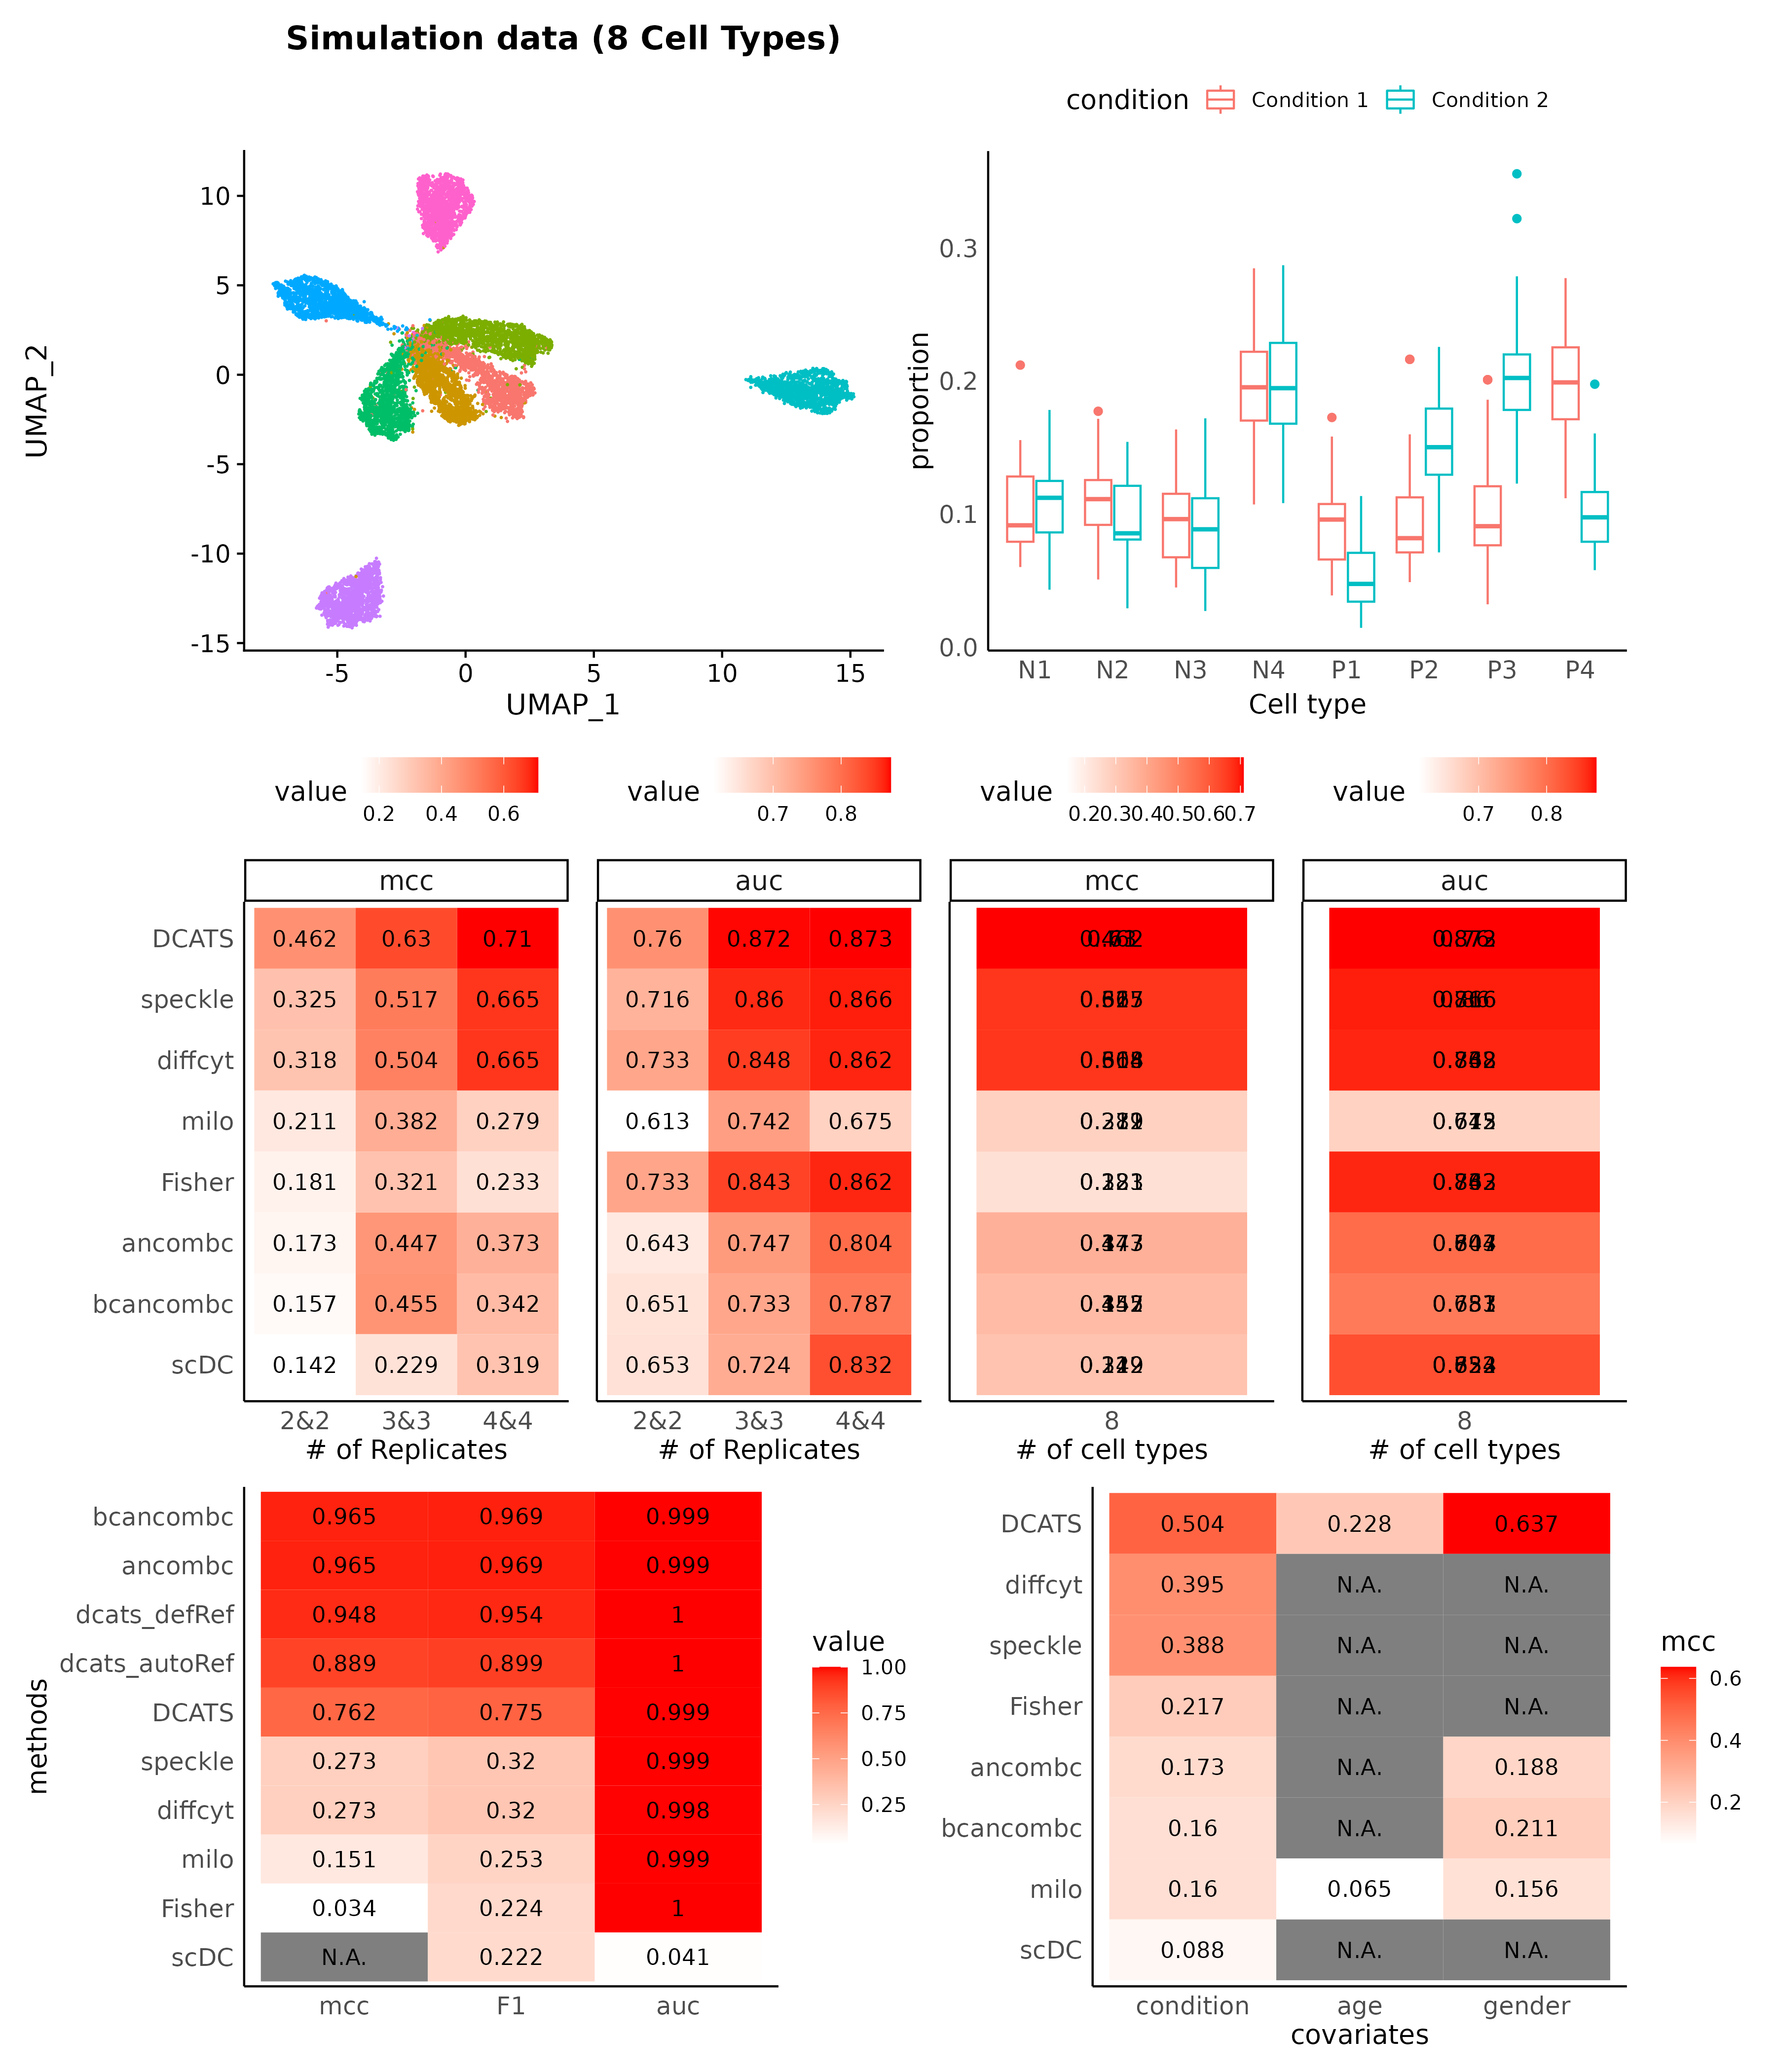 Simulation data (8 Cell Types)
condition Condition 1 Condition 2
UMAP_2
10
5
0
-5
-10
-15
-5 0 5 10 15
UMAP_1
proportion
0.3
0.2
0.1
0.0
N1 N2 N3 N4 P1 P2 P3 P4
Cell type
value 0.2 0.4 0.6
value 0.7 0.8
value 0.2 0.3 0.4 0.5 0.6 0.7
value 0.7 0.8
mcc auc mcc auc
DCATS 0.462 0.63 0.71 0.76 0.872 0.873
speckle 0.325 0.517 0.665 0.716 0.86 0.866
diffcyt 0.318 0.504 0.665 0.733 0.848 0.862
milo 0.211 0.382 0.279 0.613 0.742 0.675
Fisher 0.181 0.321 0.233 0.733 0.843 0.862
ancombc 0.173 0.447 0.373 0.643 0.747 0.804
bcancombc 0.157 0.455 0.342 0.651 0.733 0.787
scDC 0.142 0.229 0.319 0.653 0.724 0.832
2&2 3&3 4&4 2&2 3&3 4&4 8 8
# of Replicates # of Replicates # of cell types # of cell types
methods
bcancombc 0.965 0.969 0.999
ancombc 0.965 0.969 0.999
dcats_defRef 0.948 0.954 1
dcats_autoRef 0.889 0.899 1
DCATS 0.762 0.775 0.999
speckle 0.273 0.32 0.999
diffcyt 0.273 0.32 0.998
milo 0.151 0.253 0.999
Fisher 0.034 0.224 1
scDC N.A. 0.222 0.041
mcc F1 auc
value
1.00
0.75
0.50
0.25
DCATS 0.504 0.228 0.637
diffcyt 0.395 N.A. N.A.
speckle 0.388 N.A. N.A.
Fisher 0.217 N.A. N.A.
ancombc 0.173 N.A. 0.188
bcancombc 0.16 N.A. 0.211
milo 0.16 0.065 0.156
scDC 0.088 N.A. N.A.
condition age gender
covariates
mcc
0.6
0.4
0.2